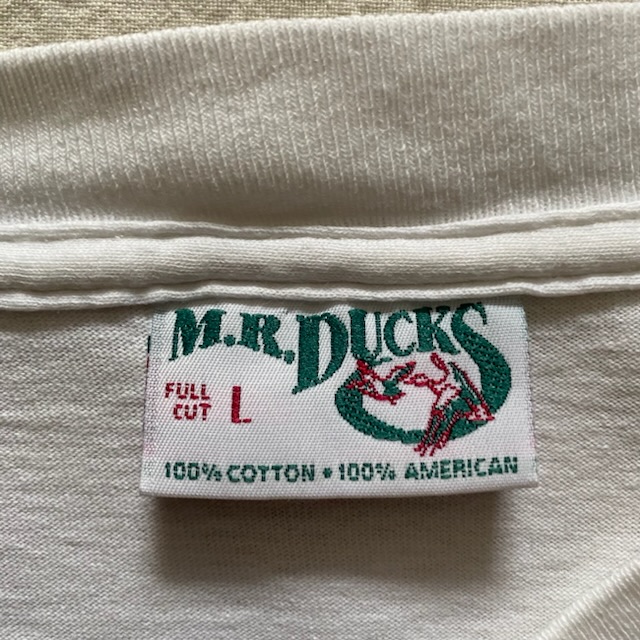 M.R. DUCKS
FULL
CUT L
100% COTTON • 100% AMERICAN